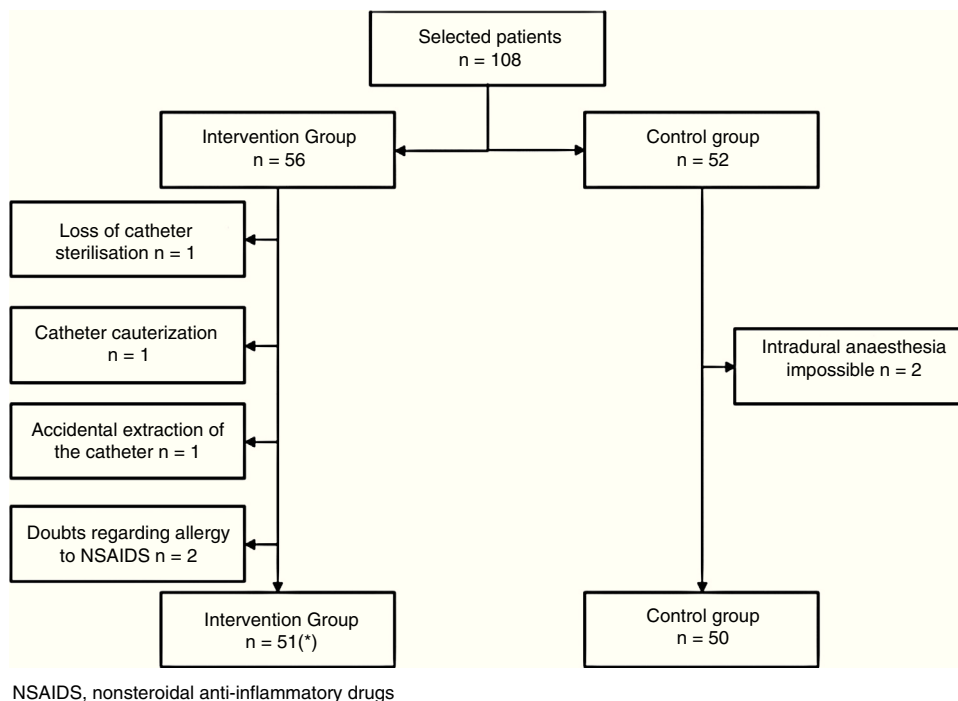 Selected patients
n = 108
Intervention Group
n = 56
Control group
n = 52
Loss of catheter
sterilisation n = 1
Catheter cauterization
n = 1
Intradural anaesthesia
impossible n = 2
Accidental extraction of
the catheter n = 1
Doubts regarding allergy
to NSAIDS n = 2
Intervention Group
n = 51(*)
Control group
n = 50
NSAIDS, nonsteroidal anti-inflammatory drugs